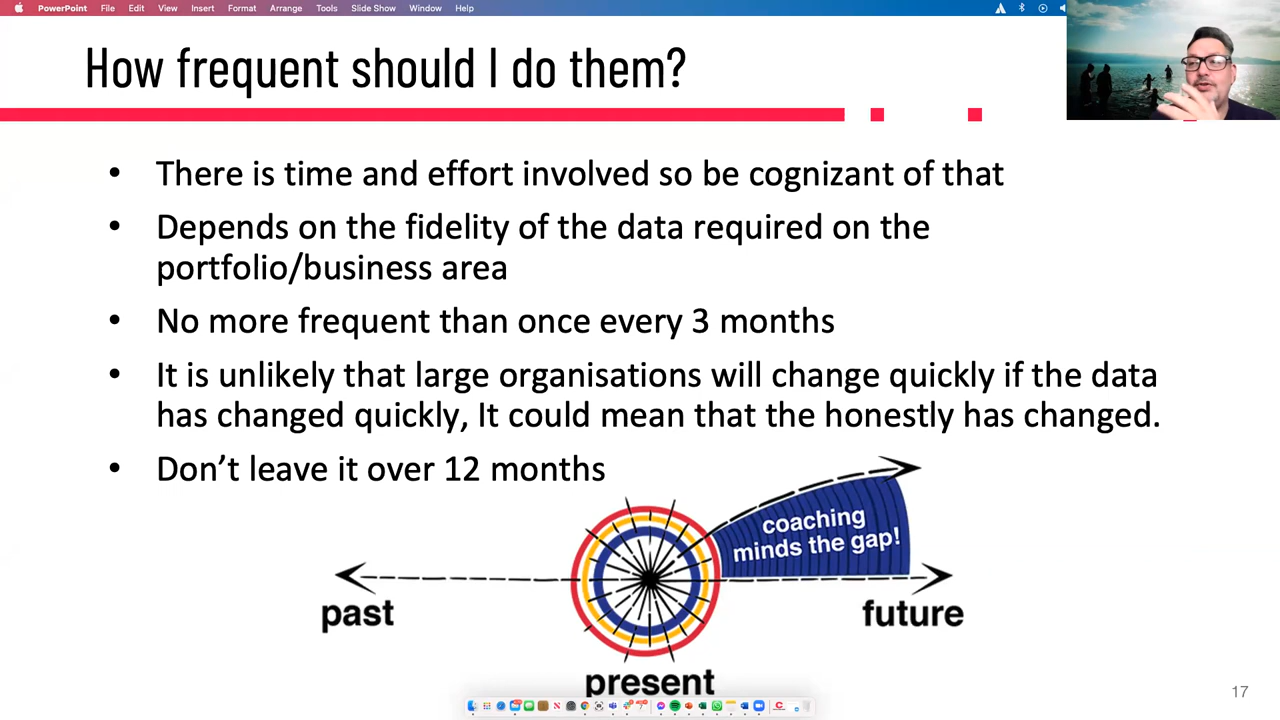 PowerPoint File Edit View Insert Format Arrange Tools Slide Show Window Help
How frequent should I do them?
• There is time and effort involved so be cognizant of that
• Depends on the fidelity of the data required on the
portfolio/business area
• No more frequent than once every 3 months
• It is unlikely that large organisations will change quickly if the data
has changed quickly, It could mean that the honestly has changed.
• Don’t leave it over 12 months
coaching
minds the gap!
past
future
present
17